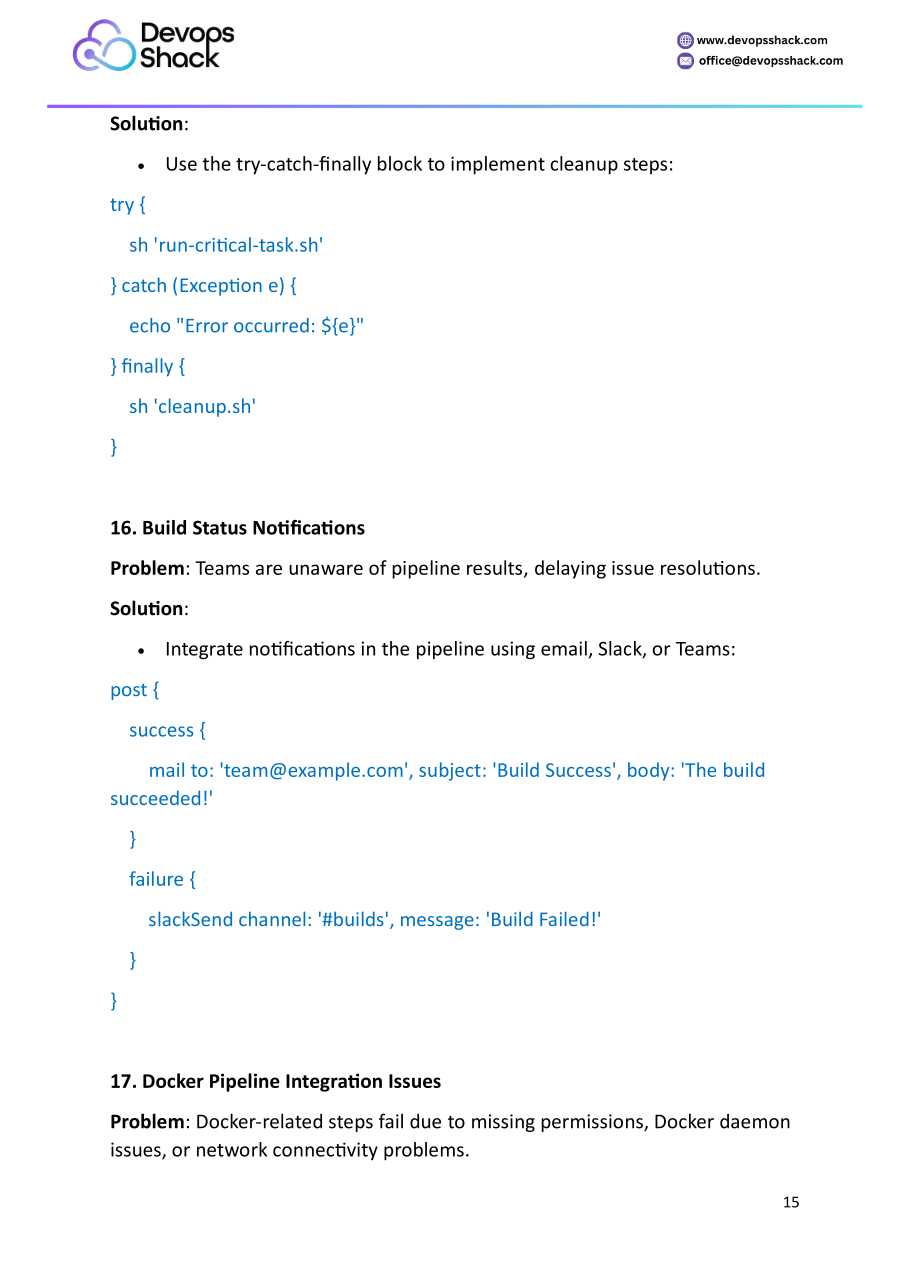 Devops
Shack
www.devopsshack.com
office@devopsshack.com
Solution:
• Use the try-catch-finally block to implement cleanup steps:
try {
sh 'run-critical-task.sh'
} catch (Exception e) {
echo "Error occurred: ${e}"
} finally {
sh 'cleanup.sh'
}
16. Build Status Notifications
Problem: Teams are unaware of pipeline results, delaying issue resolutions.
Solution:
• Integrate notifications in the pipeline using email, Slack, or Teams:
post {
success {
mail to: 'team@example.com', subject: 'Build Success', body: 'The build
succeeded!'
}
failure {
slackSend channel: '#builds', message: 'Build Failed!'
}
}
17. Docker Pipeline Integration Issues
Problem: Docker-related steps fail due to missing permissions, Docker daemon
issues, or network connectivity problems.
15